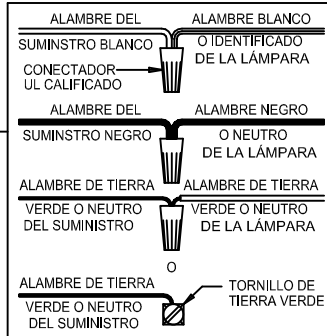 ALAMBRE DEL ALAMBRE BLANCO
SUMINSTRO BLANCO O IDENTIFICADO
CONECTADOR DE LA LÁMPARA
UL CALIFICADO
ALAMBRE DEL ALAMBRE NEGRO
SUMINSTRO NEGRO O NEUTRO
DE LA LÁMPARA
ALAMBRE DE TIERRA ALAMBRE DE TIERRA
VERDE O NEUTRO VERDE O NEUTRO
DEL SUMINISTRO DE LA LÁMPARA
O
ALAMBRE DE TIERRA TORNILLO DE
VERDE O NEUTRO TIERRA VERDE
DEL SUMINISTRO